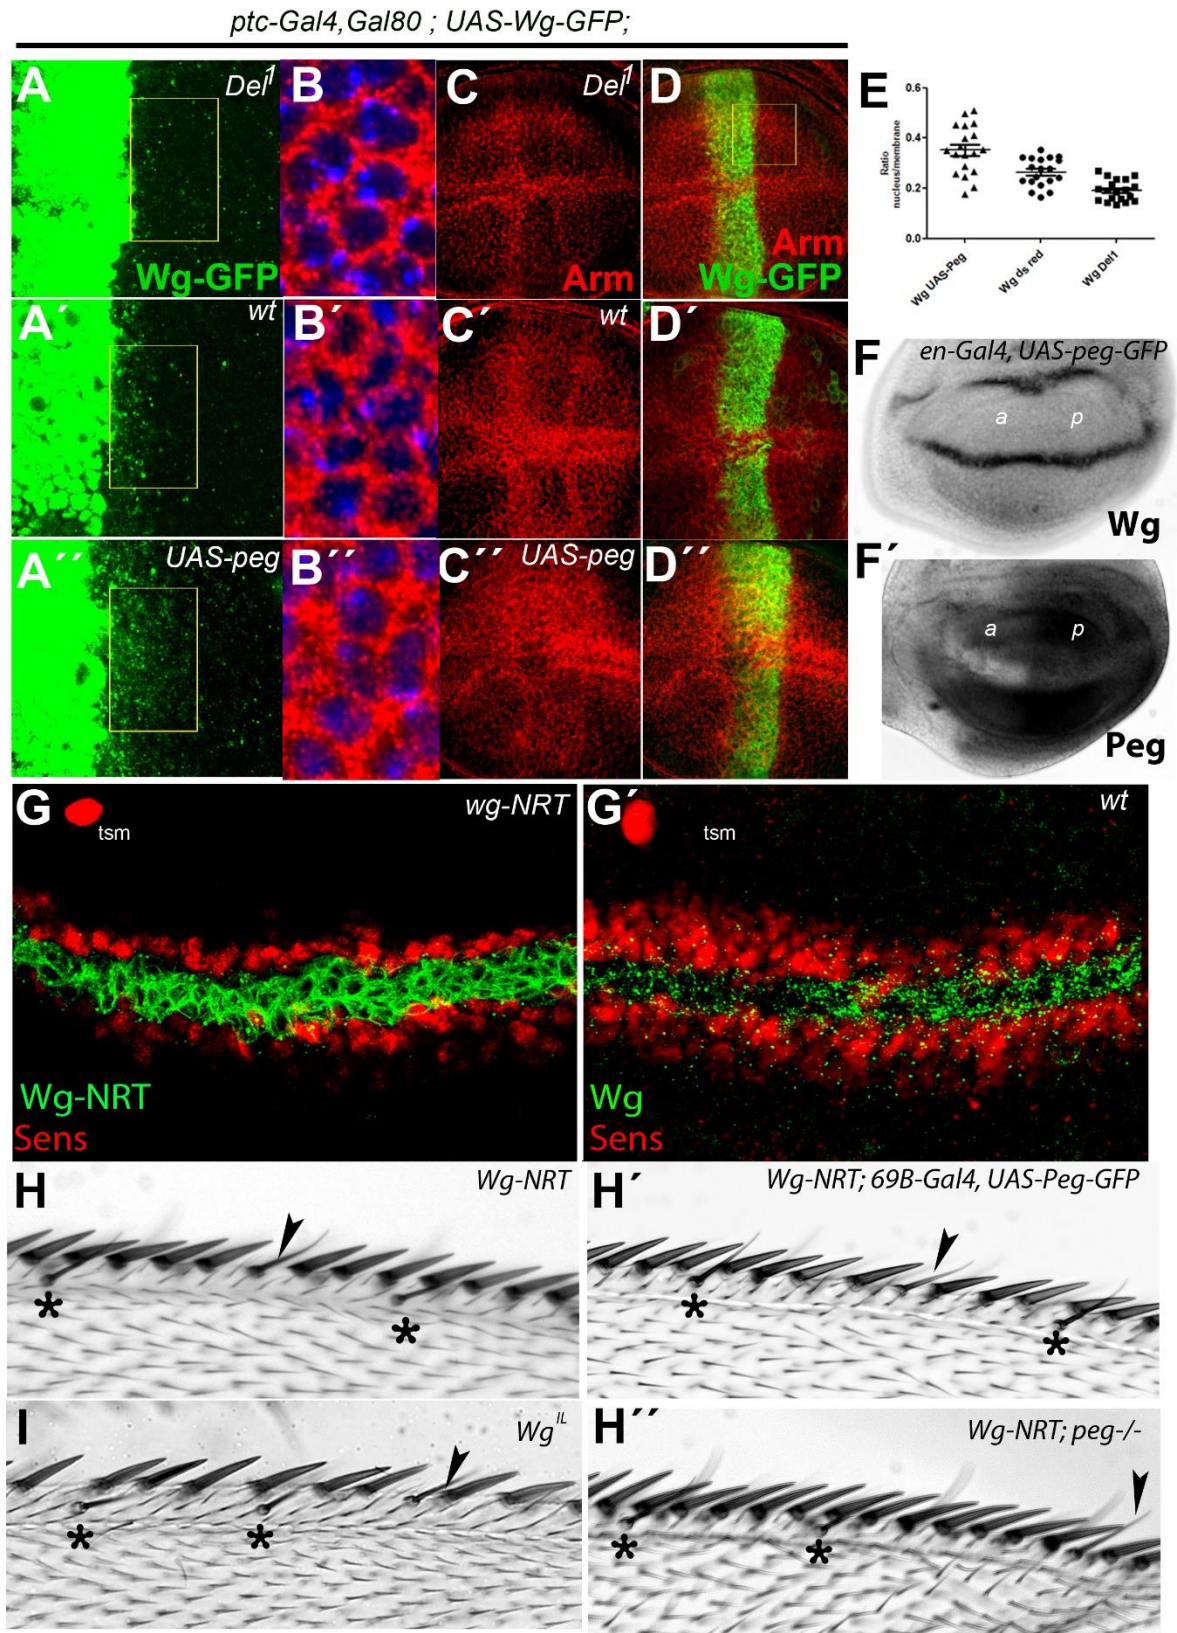 ptc-Gal4,Gal80 ; UAS-Wg-GFP;
A
Del1
Wg-GFP
B
C
Del1
Arm
D
Arm
Wg-GFP
E
0.6
0.4
0.2
0.0
Ratio
nucleus/membrane
Wg UAS-Peg
Wg ds red
Wg Del1
A´
wt
B´
C´
wt
D´
F
en-Gal4, UAS-peg-GFP
a
p
Wg
A´´
UAS-peg
B´´
C´´
UAS-peg
D´´
F´
a
p
Peg
G
tsm
wg-NRT
Wg-NRT
Sens
G´
tsm
wt
Wg
Sens
H
Wg-NRT
*
*
H´
Wg-NRT; 69B-Gal4, UAS-Peg-GFP
*
*
I
Wg IL
*
*
H´´
Wg-NRT; peg-/-
*
*